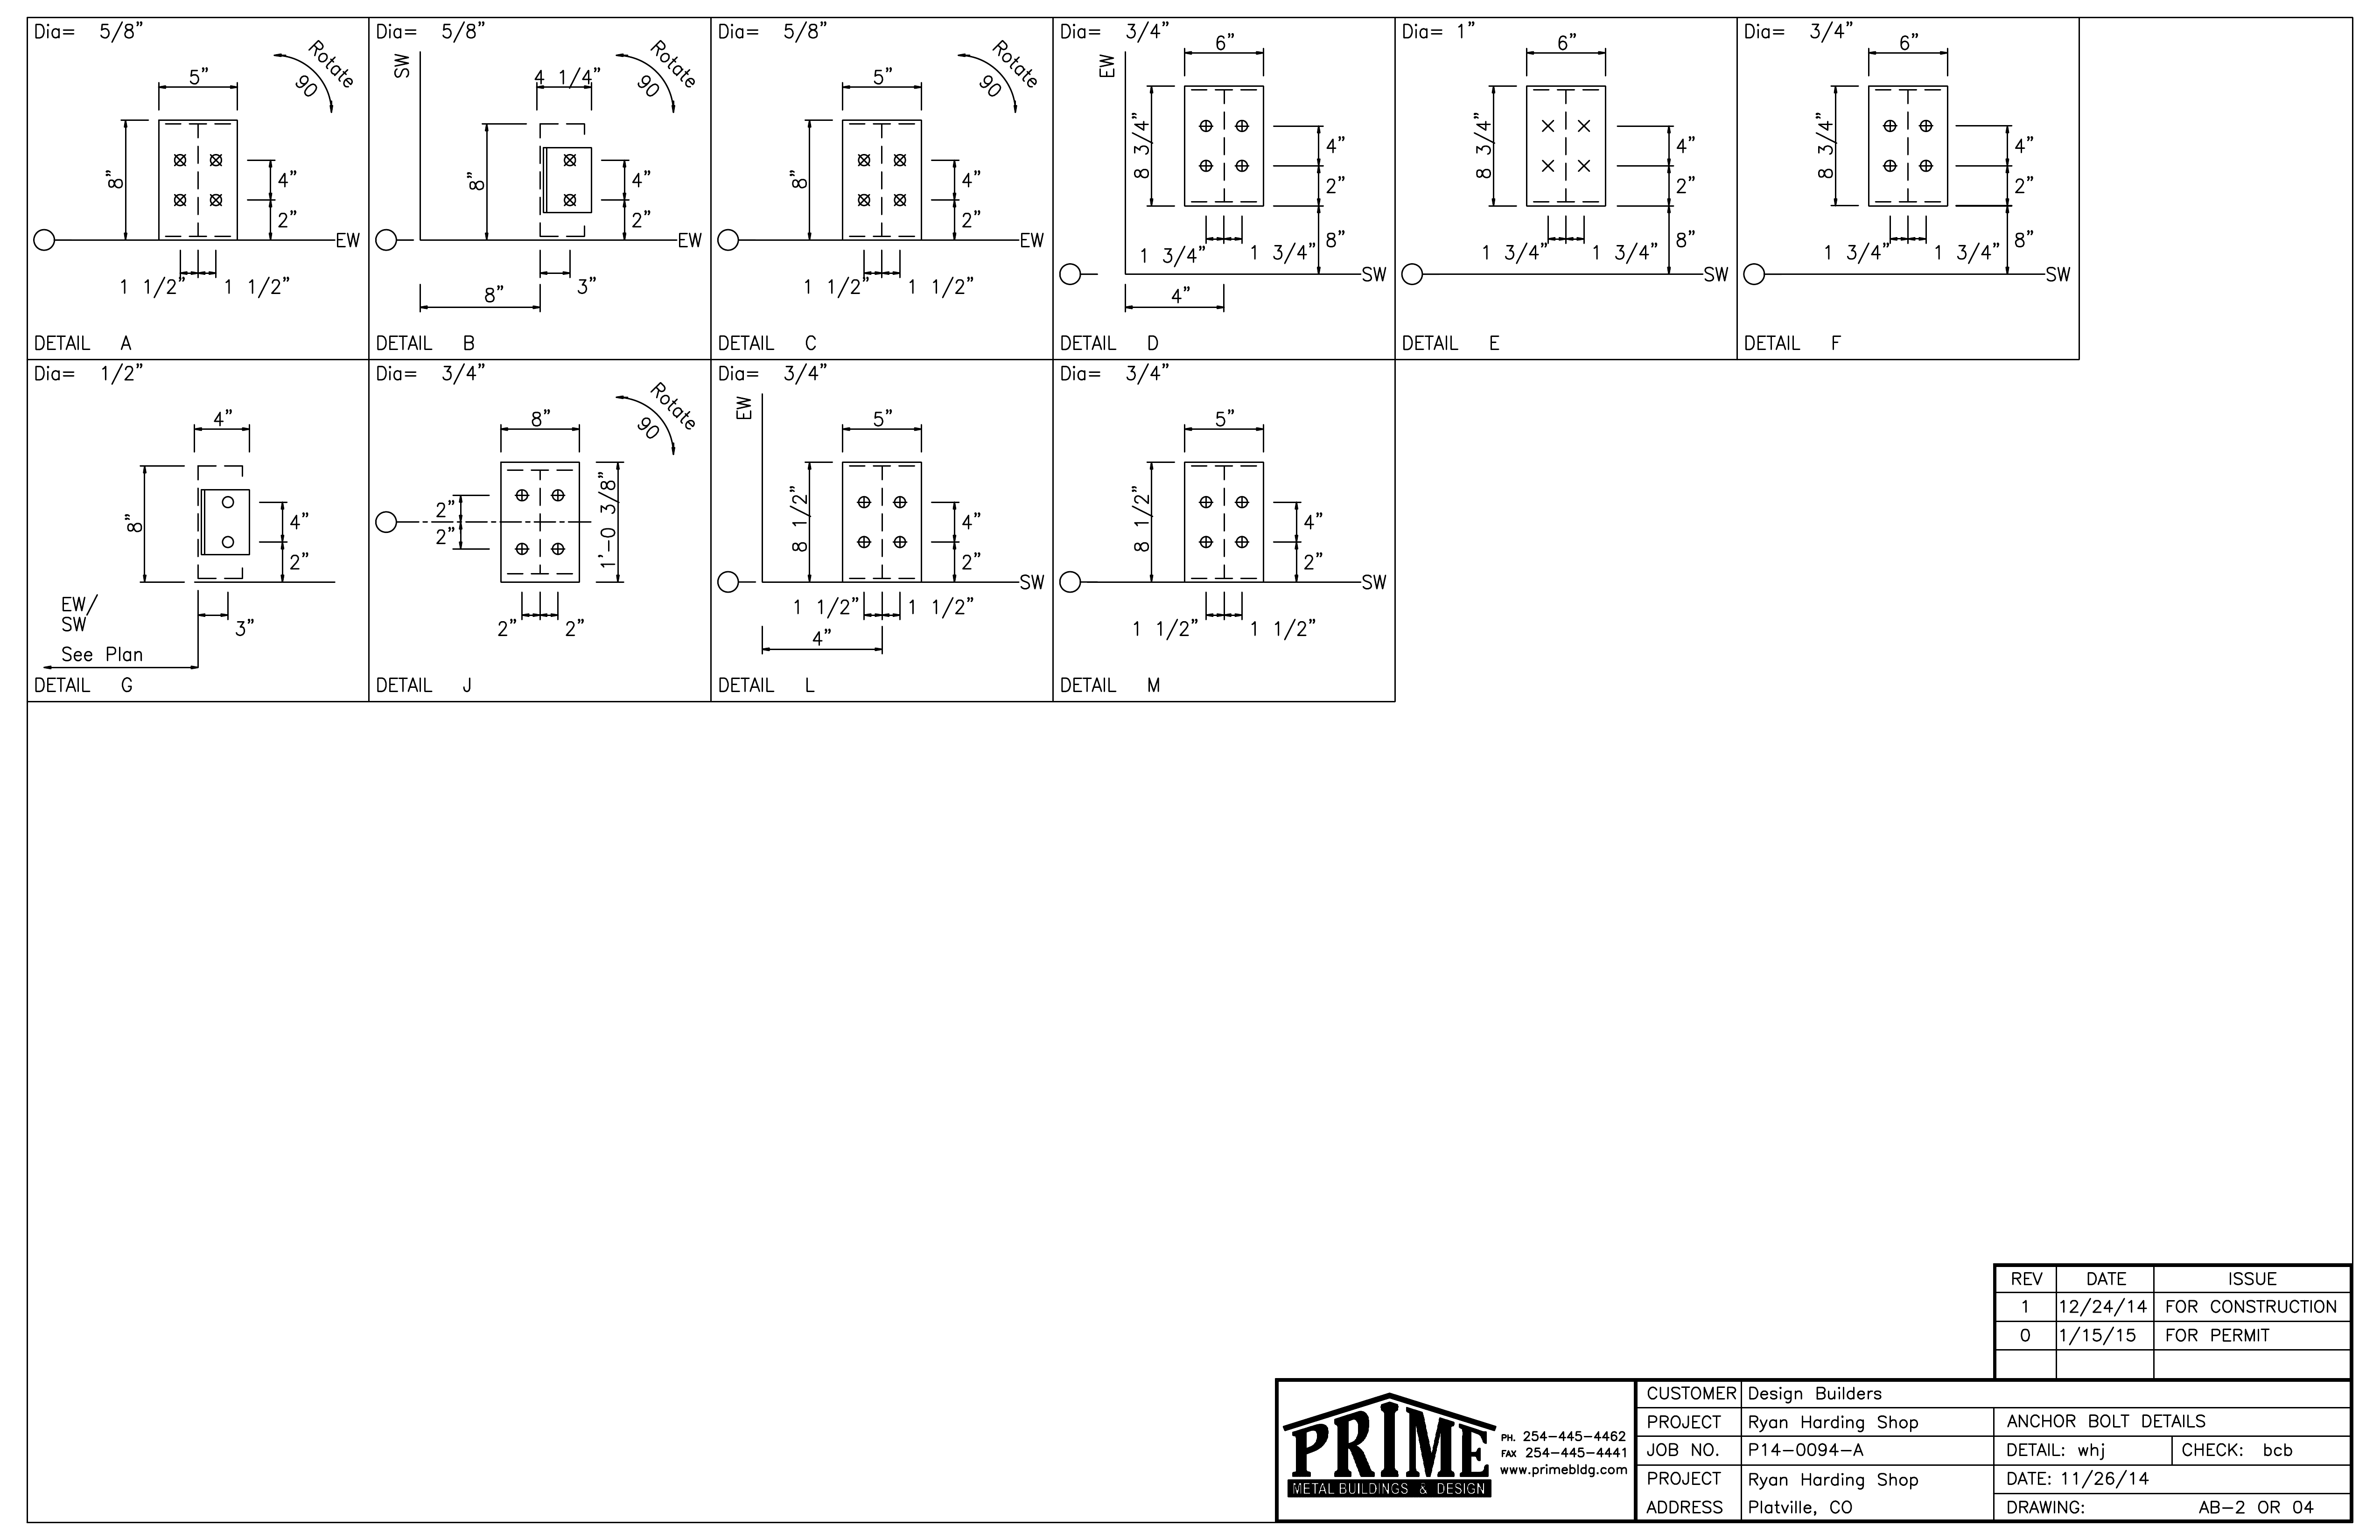 Dia= 5/8"
Rotate
90
5"
8"
4"
2"
EW
1 1/2" 1 1/2"
DETAIL A
Dia= 5/8"
SW
Rotate
90
4 1/4"
8"
4"
2"
EW
3"
8"
DETAIL B
Dia= 5/8"
Rotate
90
5"
8"
4"
2"
EW
1 1/2" 1 1/2"
DETAIL C
Dia= 3/4"
EW
6"
8 3/4"
4"
2"
8"
1 3/4" 1 3/4"
SW
4"
DETAIL D
Dia= 1"
6"
8 3/4"
4"
2"
8"
1 3/4" 1 3/4"
SW
DETAIL E
Dia= 3/4"
6"
8 3/4"
4"
2"
8"
1 3/4" 1 3/4"
SW
DETAIL F
Dia= 1/2"
4"
8"
4"
2"
EW/
SW
3"
See Plan
DETAIL G
Dia= 3/4"
Rotate
90
8"
1'-0 3/8"
2"
2"
2" 2"
DETAIL J
Dia= 3/4"
EW
5"
8 1/2"
4"
2"
SW
1 1/2" 1 1/2"
4"
DETAIL L
Dia= 3/4"
5"
8 1/2"
4"
2"
SW
1 1/2" 1 1/2"
DETAIL M
REV DATE ISSUE
1 12/24/14 FOR CONSTRUCTION
0 1/15/15 FOR PERMIT
PRIME
METAL BUILDINGS & DESIGN
PH. 254-445-4462
FAX 254-445-4441
www.primebldg.com
CUSTOMER Design Builders
PROJECT Ryan Harding Shop
JOB NO. P14-0094-A
PROJECT Ryan Harding Shop
ADDRESS Platville, CO
ANCHOR BOLT DETAILS
DETAIL: whj CHECK: bcb
DATE: 11/26/14
DRAWING: AB-2 OR 04